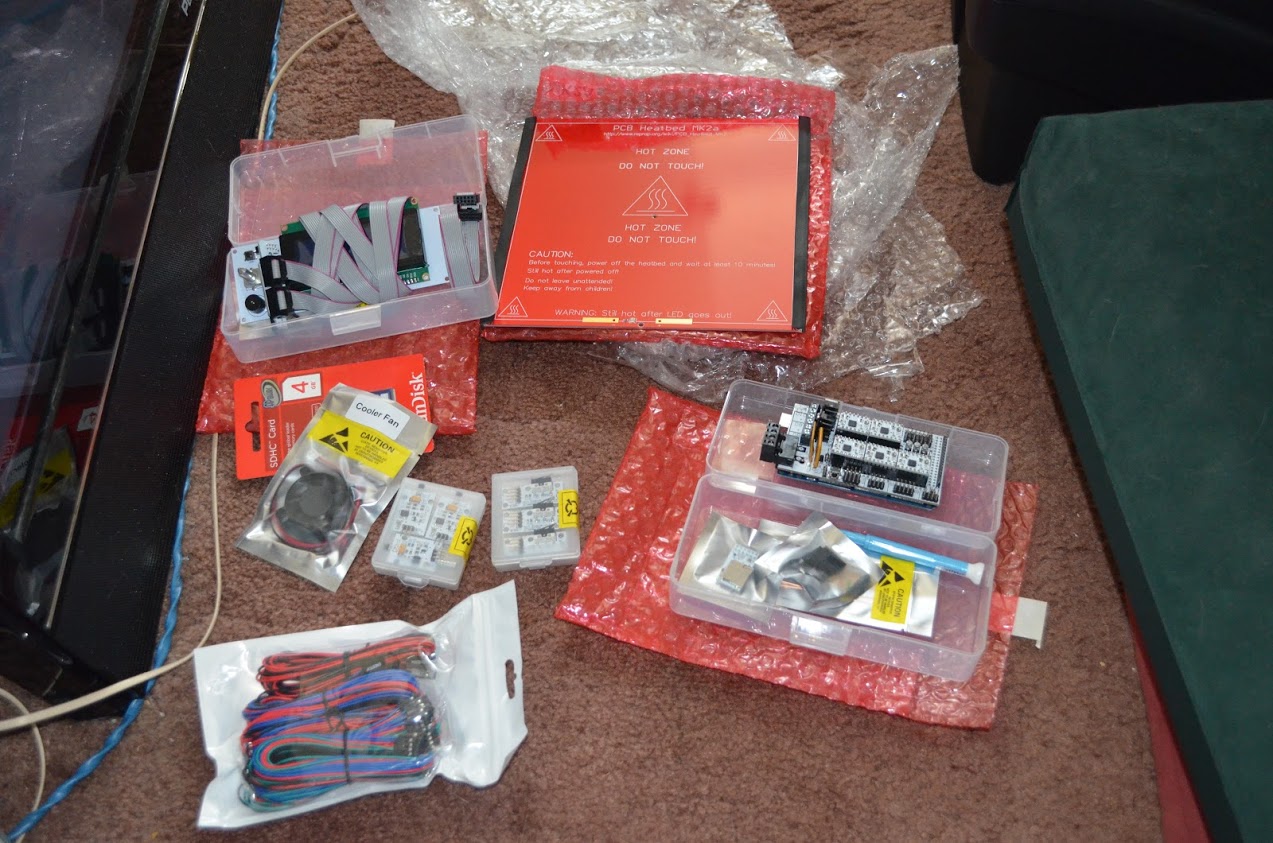 PCB Heatbed MK2a
HOT ZONE
DO NOT TOUCH!
HOT ZONE
DO NOT TOUCH!
CAUTION:
Before touching, power off the heatbed and wait at least 10 minutes!
Still hot after powered off!
Do not leave unattended!
Keep away from children!
WARNING: Still hot after LED goes out!
4
GB
SDHC Card
SanDisk
Cooler Fan
CAUTION
CAUTION